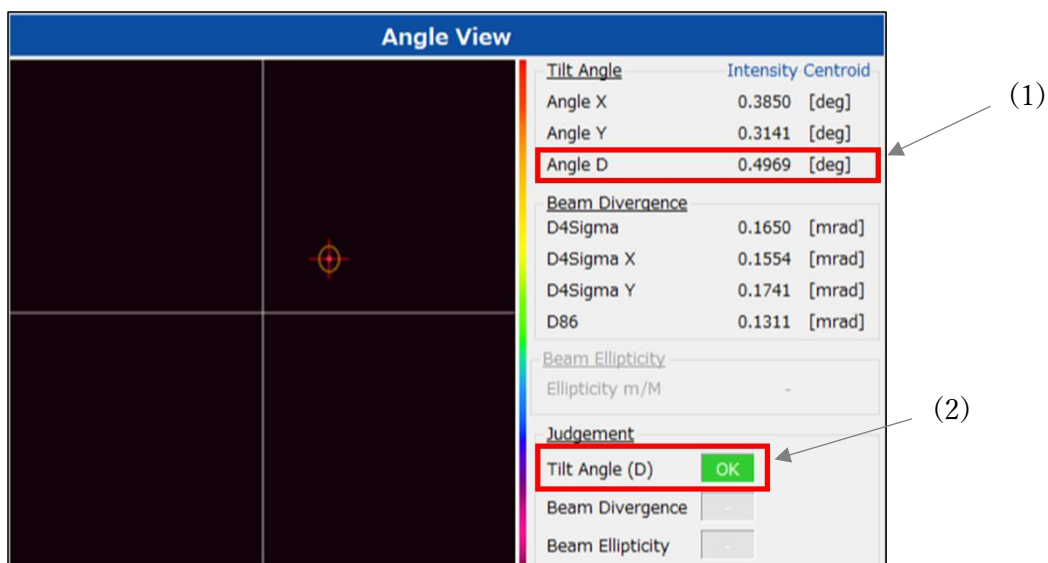 Angle View
Tilt Angle Intensity Centroid
Angle X 0.3850 [deg]
Angle Y 0.3141 [deg]
Angle D 0.4969 [deg]
Beam Divergence
D4Sigma 0.1650 [mrad]
D4Sigma X 0.1554 [mrad]
D4Sigma Y 0.1741 [mrad]
D86 0.1311 [mrad]
Beam Ellipticity
Ellipticity m/M -
Judgement
Tilt Angle (D) OK
Beam Divergence -
Beam Ellipticity -
(1)
(2)